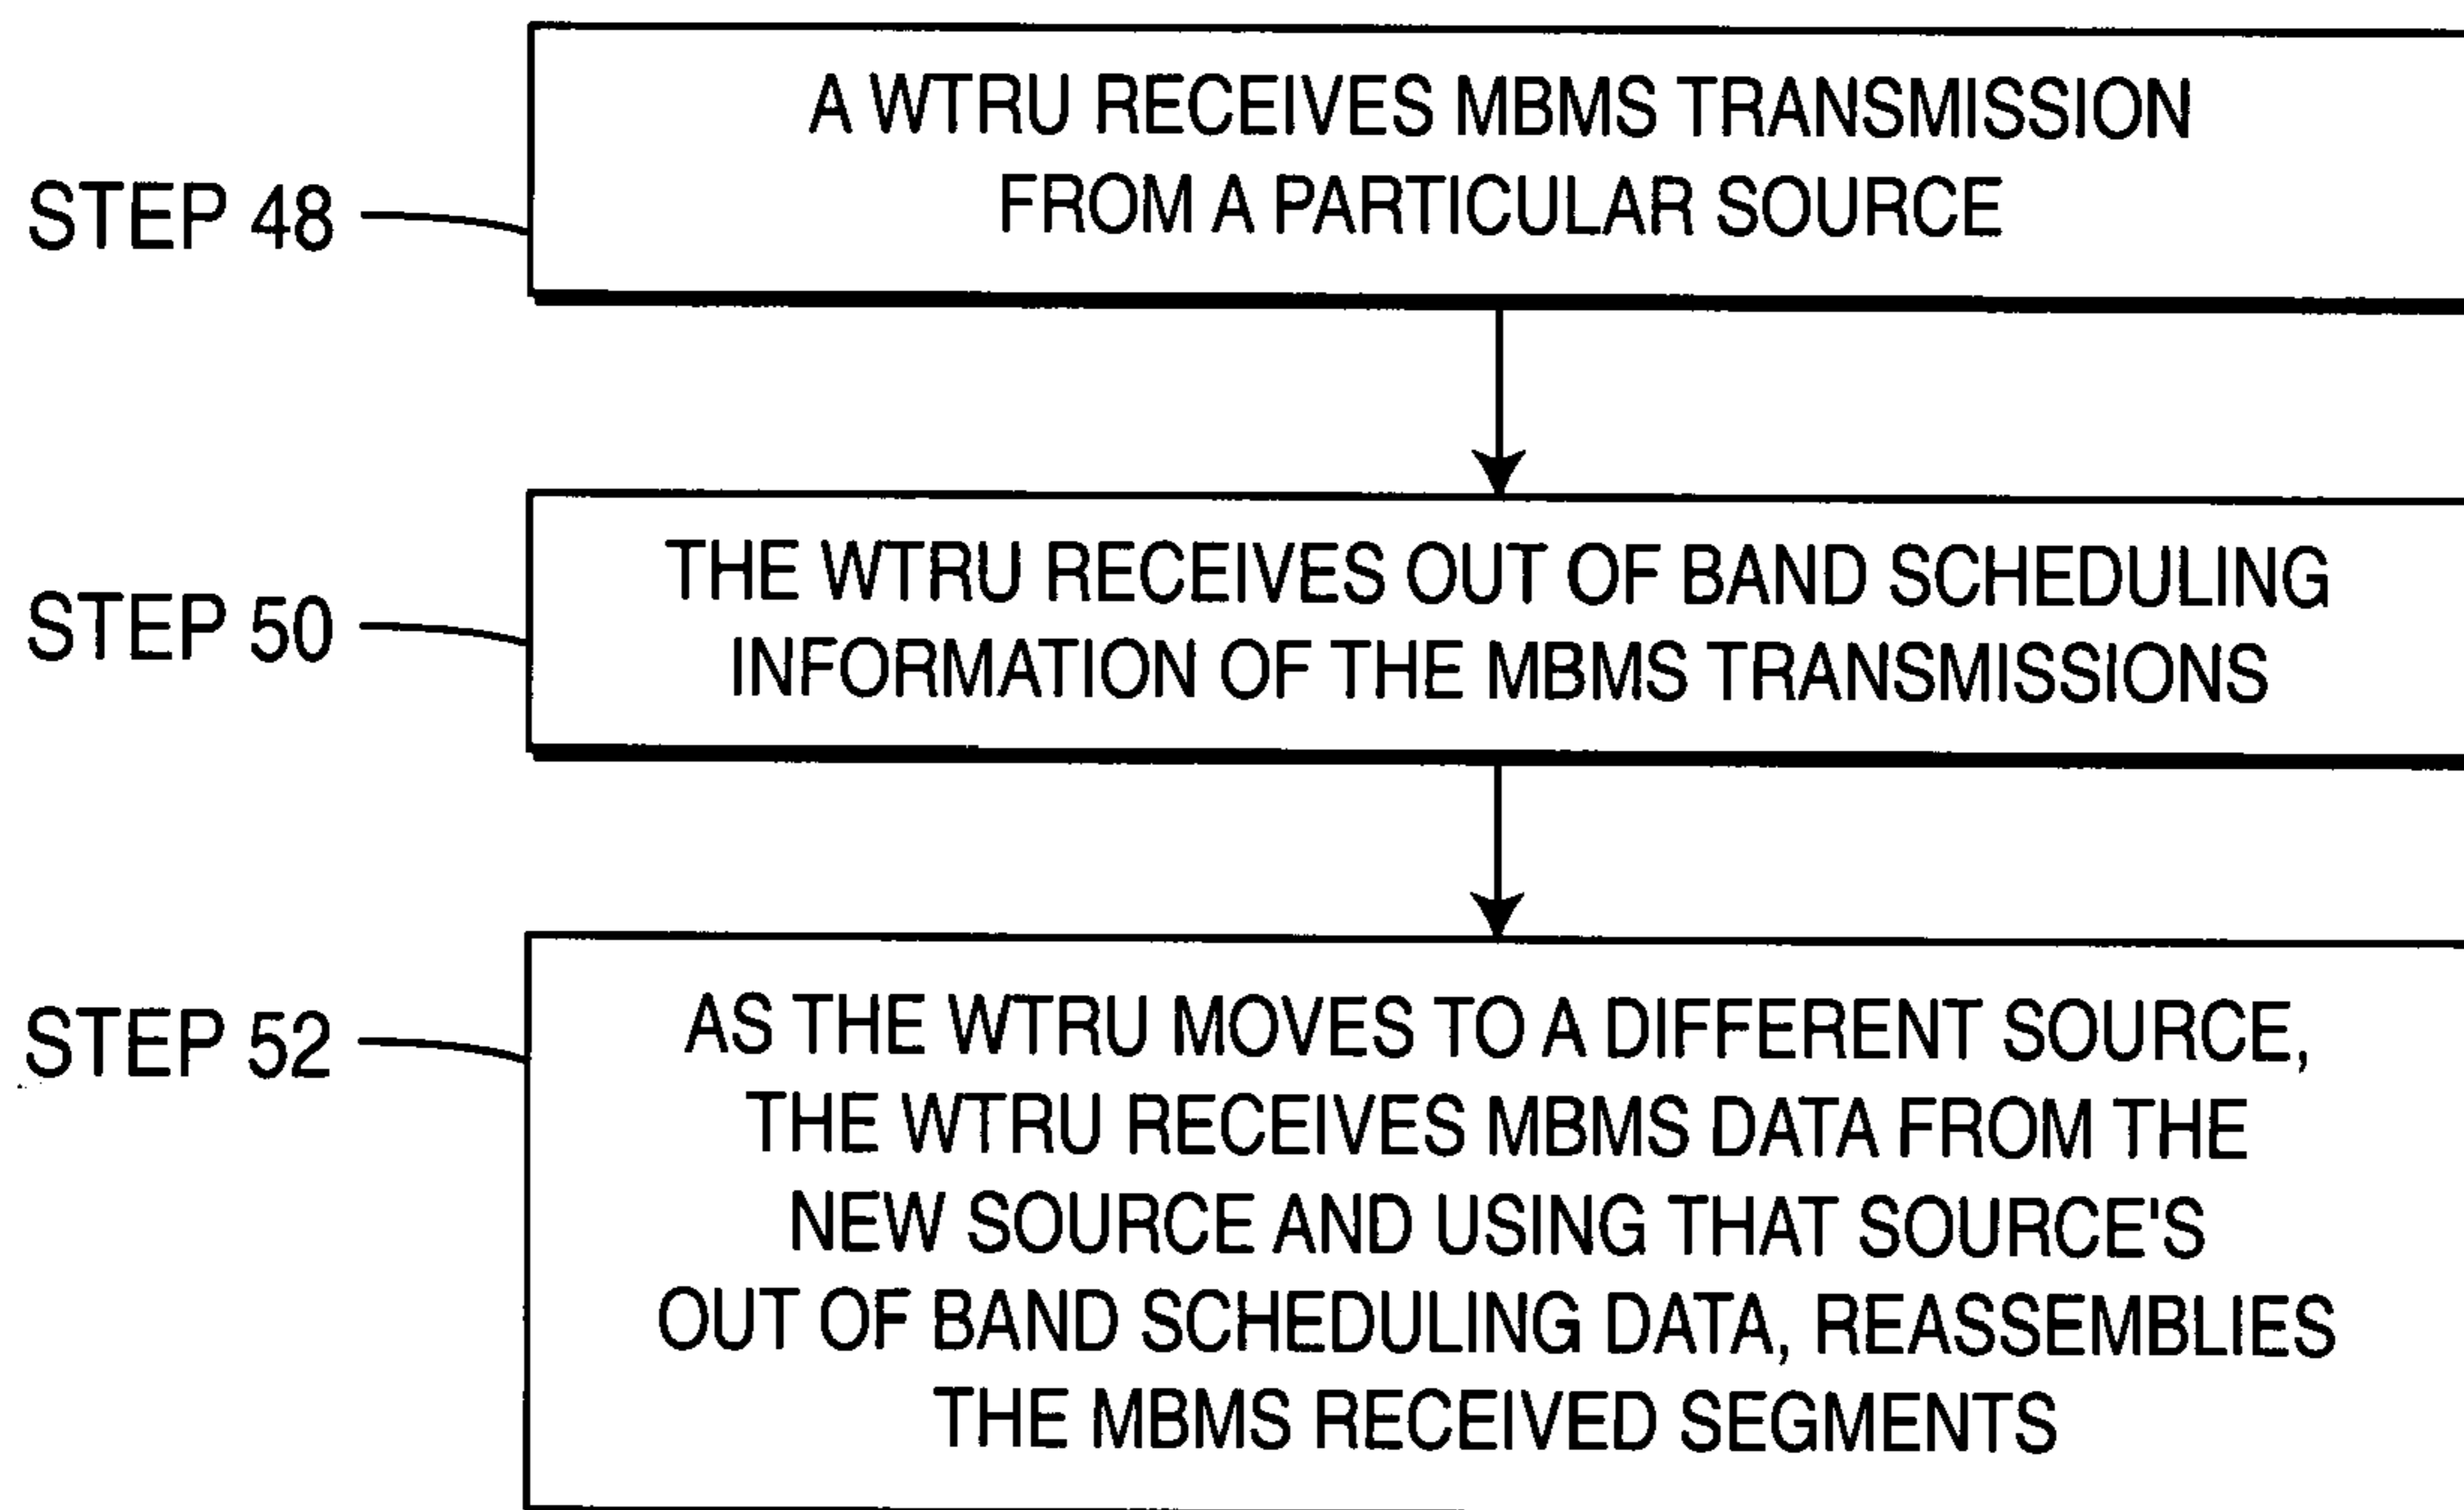 A WTRU RECEIVES MBMS TRANSMISSION
FROM A PARTICULAR SOURCE
STEP 48
THE WTRU RECEIVES OUT OF BAND SCHEDULING
INFORMATION OF THE MBMS TRANSMISSIONS
STEP 50
AS THE WTRU MOVES TO A DIFFERENT SOURCE,
THE WTRU RECEIVES MBMS DATA FROM THE
NEW SOURCE AND USING THAT SOURCE'S
OUT OF BAND SCHEDULING DATA, REASSEMBLIES
THE MBMS RECEIVED SEGMENTS
STEP 52